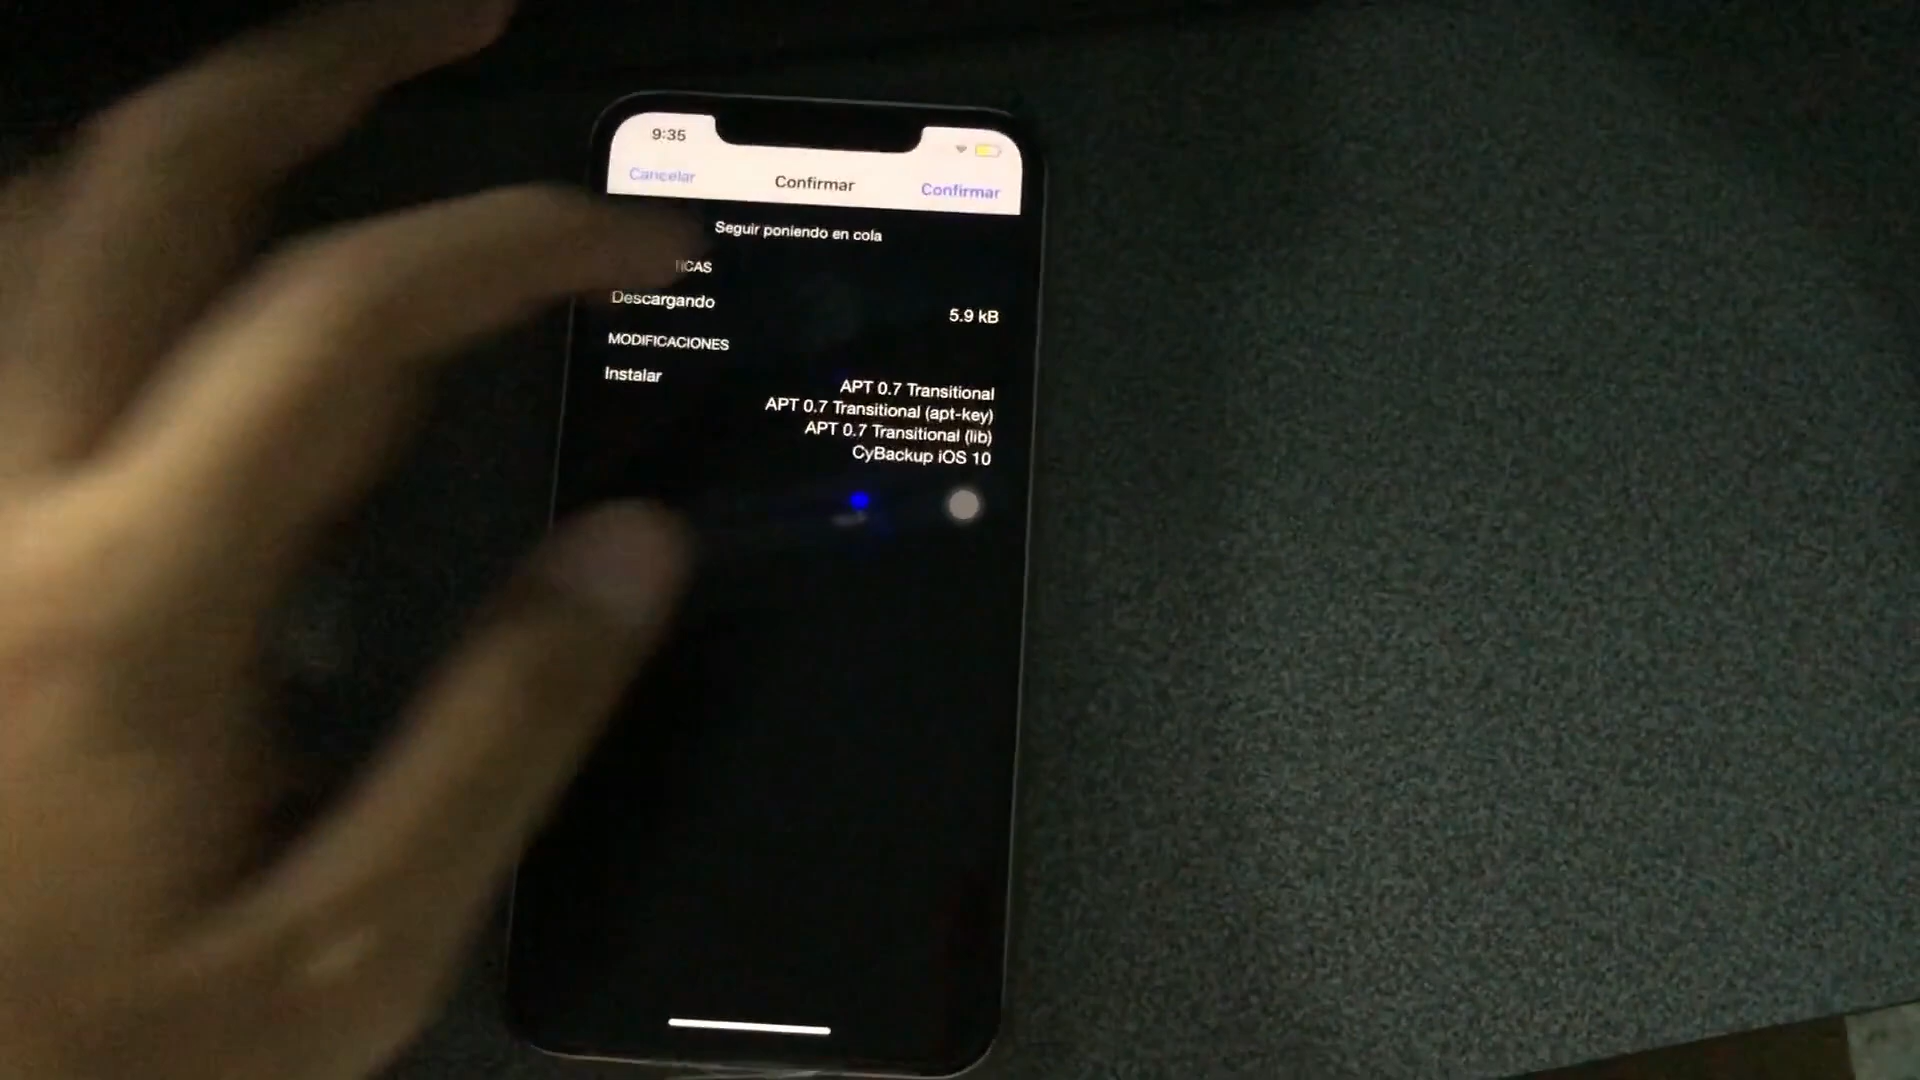 9:35
Cancelar
Confirmar
Confirmar
Seguir poniendo en cola
Descargando
5.9 kB
MODIFICACIONES
Instalar
APT 0.7 Transitional
APT 0.7 Transitional (apt-key)
APT 0.7 Transitional (lib)
CyBackup iOS 10